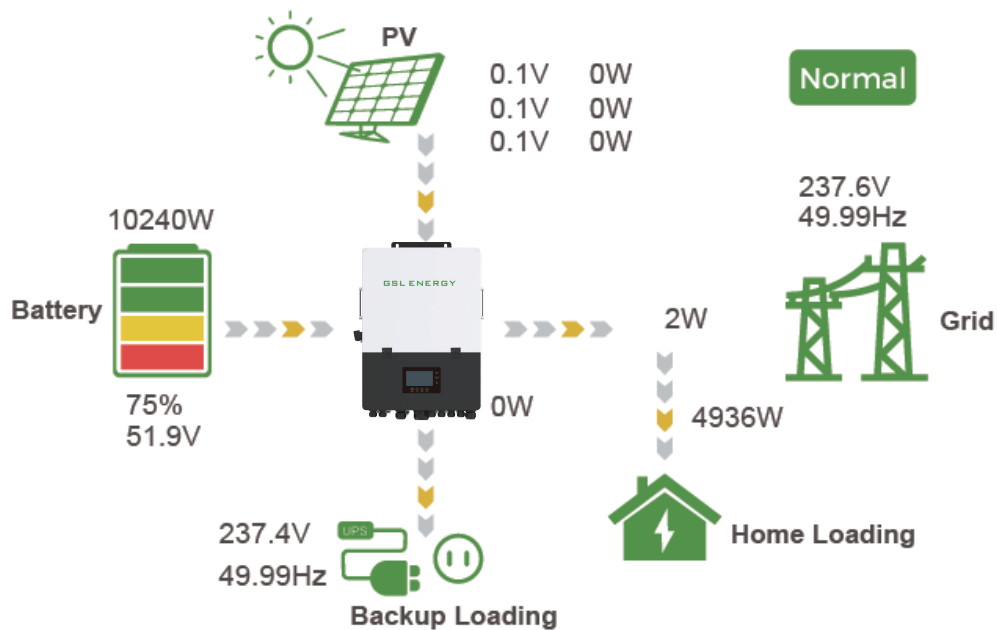 PV
0.1V 0W
0.1V 0W
0.1V 0W
Normal
237.6V
49.99Hz
10240W
GSL ENERGY
Battery
2W
Grid
75%
51.9V
0W
4936W
237.4V
UPS
49.99Hz
Home Loading
Backup Loading